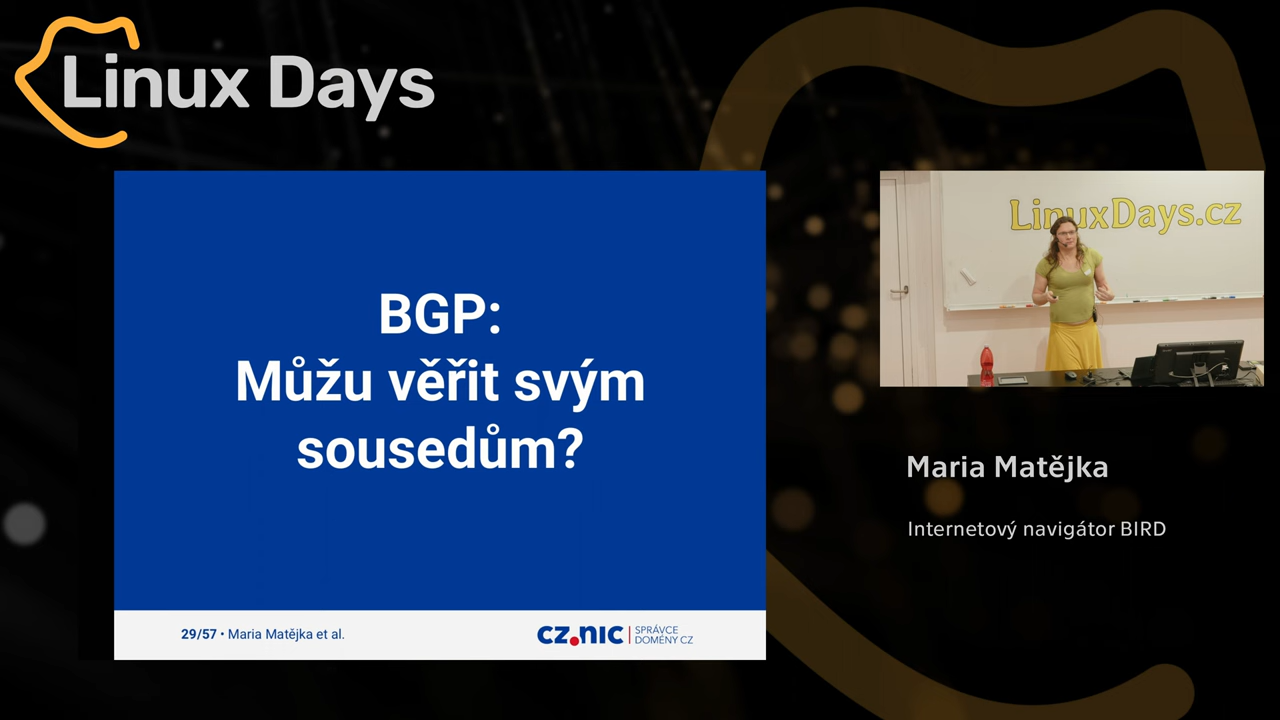 Linux Days
BGP:
Můžu věřit svým
sousedům?
29/57 • Maria Matějka et al.
CZ.NIC
SPRÁVCE
DOMÉNY CZ
LinuxDays.cz
Maria Matějka
Internetový navigátor BIRD